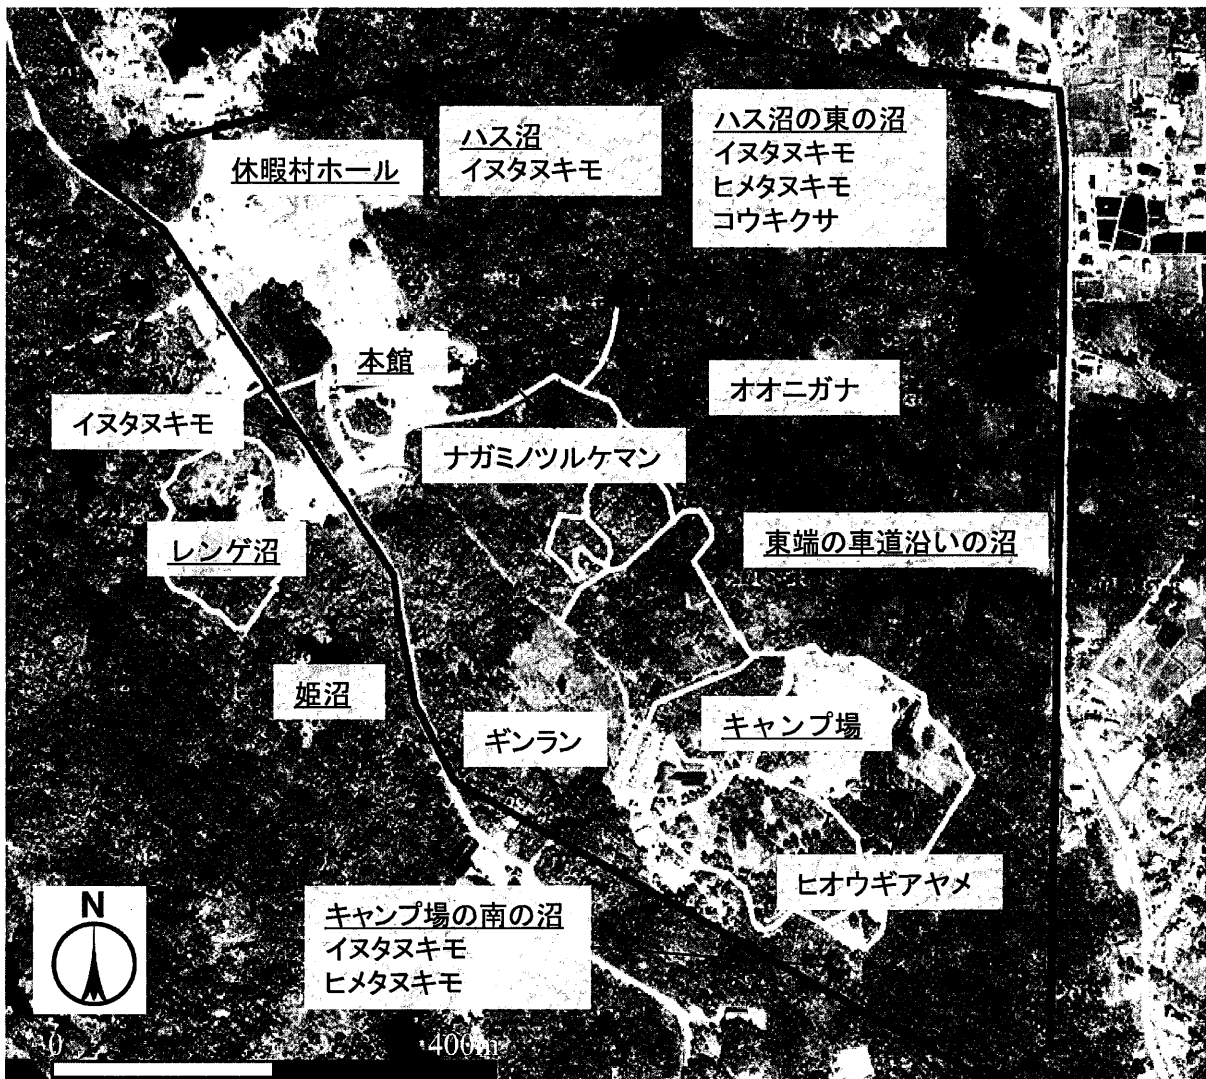 ハス沼
イヌタヌキモ
ハス沼の東の沼
イヌタヌキモ
ヒメタヌキモ
コウキクサ
休暇村ホール
本館
オオニガナ
イヌタヌキモ
ナガミノツルケマン
レンゲ沼
東端の車道沿いの沼
姫沼
ギンラン
キャンプ場
ヒオウギアヤメ
キャンプ場の南の沼
イヌタヌキモ
ヒメタヌキモ
N
0
400m